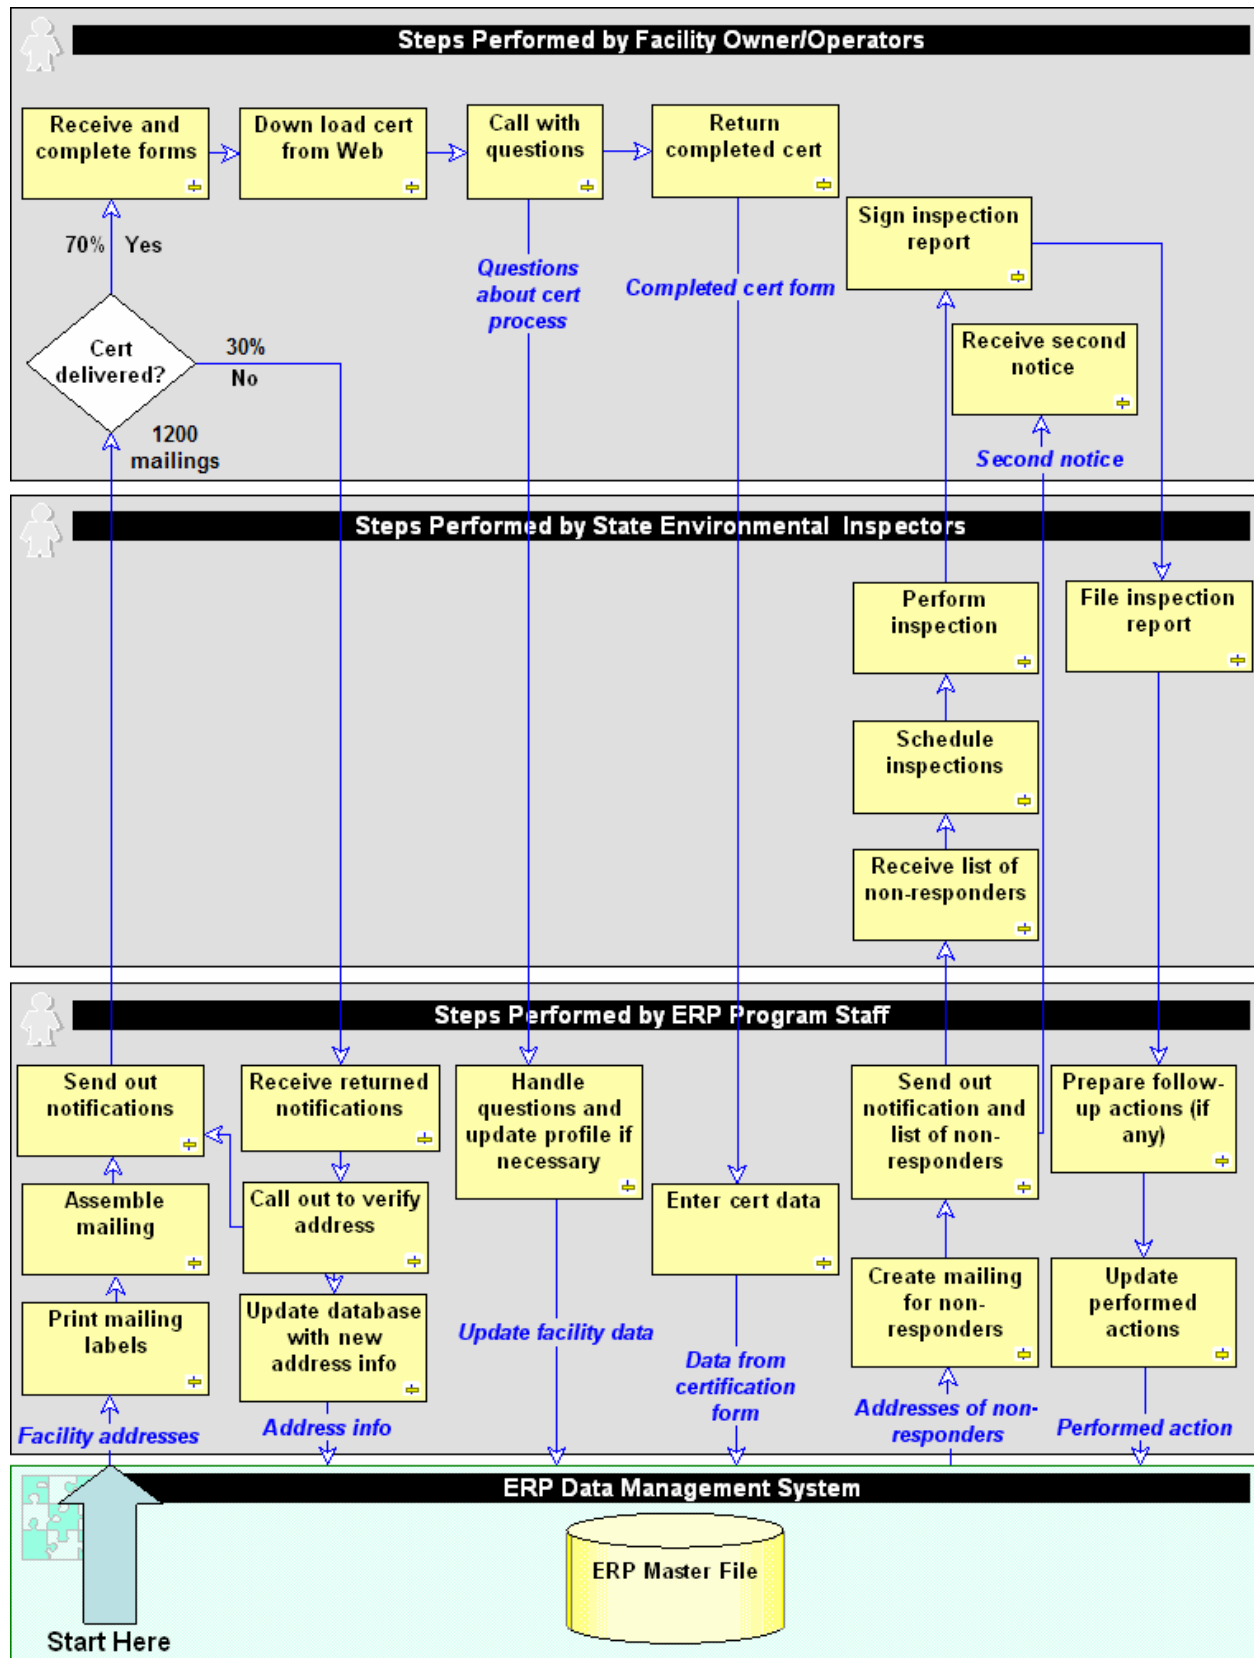 Steps Performed by Facility Owner/Operators
Receive and
complete forms
Down load cert
from Web
Call with
questions
Return
completed cert
Sign inspection
report
70% Yes
Questions
about cert
process
Completed cert form
Cert
delivered?
30%
No
Receive second
notice
1200
mailings
Second notice
Steps Performed by State Environmental Inspectors
Perform
inspection
File inspection
report
Schedule
inspections
Receive list of
non-responders
Steps Performed by ERP Program Staff
Send out
notifications
Receive returned
notifications
Handle
questions and
update profile if
necessary
Send out
notification and
list of non-
responders
Prepare follow-
up actions (if
any)
Assemble
mailing
Call out to verify
address
Enter cert data
Print mailing
labels
Update database
with new
address info
Create mailing
for non-
responders
Update
performed
actions
Update facility data
Data from
certification
form
Facility addresses
Address info
Addresses of non-
responders
Performed action
ERP Data Management System
ERP Master File
Start Here